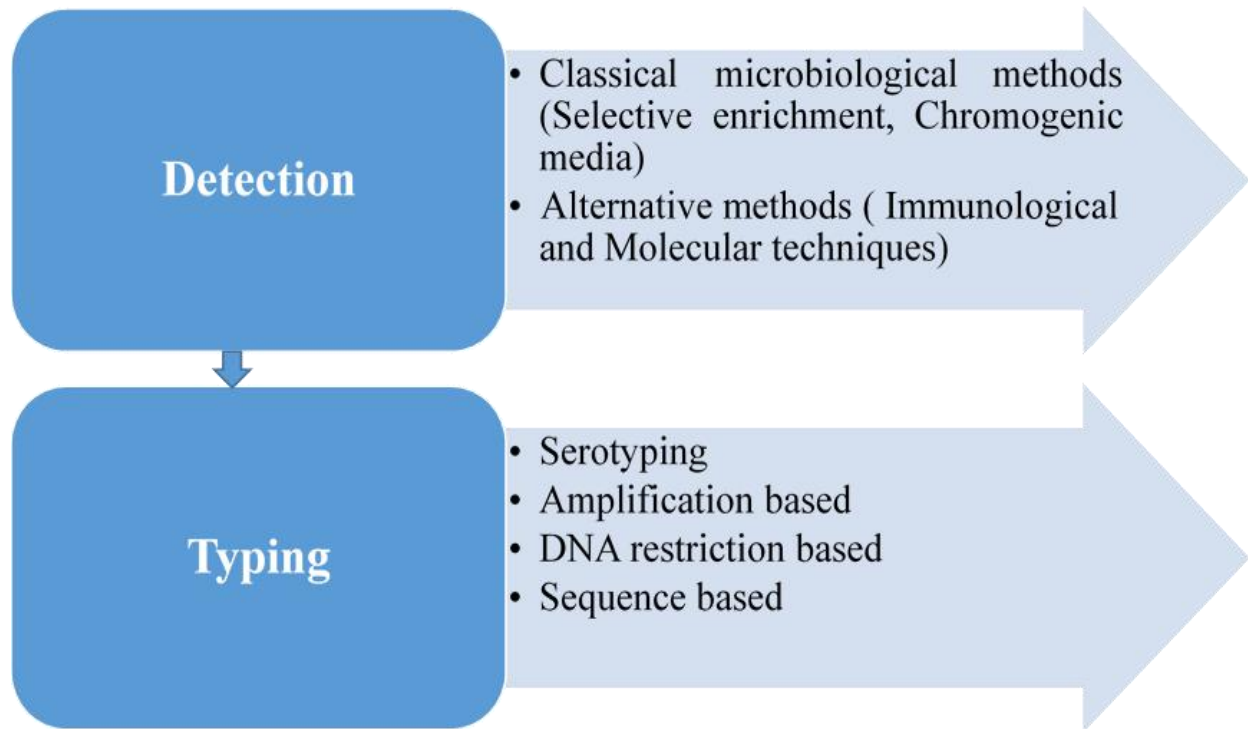 Detection
• Classical microbiological methods
(Selective enrichment, Chromogenic
media)
• Alternative methods ( Immunological
and Molecular techniques)
Typing
• Serotyping
• Amplification based
• DNA restriction based
• Sequence based